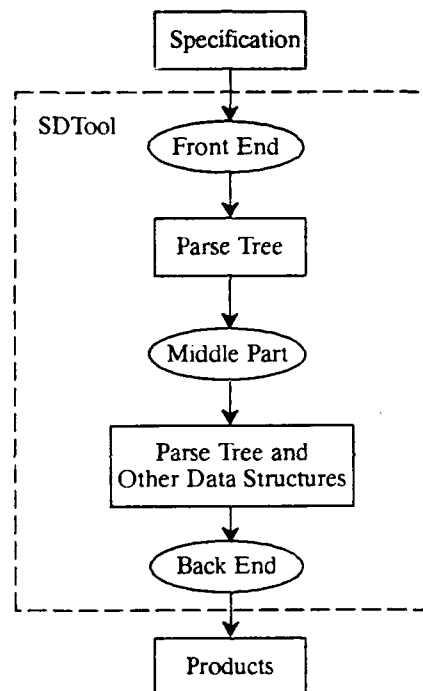 Specification
SDTool
Front End
Parse Tree
Middle Part
Parse Tree and
Other Data Structures
Back End
Products